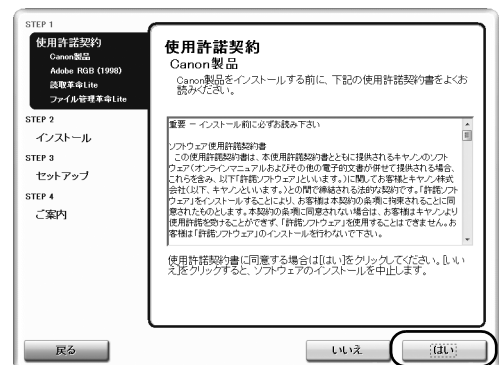 STEP 1
使用許諾契約
Canon製品
Adobe RGB (1998)
読取革命Lite
ファイル管理革命Lite
STEP 2
インストール
STEP 3
セットアップ
STEP 4
ご案内
使用許諾契約
Canon製品
Canon製品をインストールする前に、下記の使用許諾契約書をよくお
読みください。
重要 － インストール前に必ずお読み下さい
ソフトウェア使用許諾契約書
この使用許諾契約書は、本使用許諾契約書とともに提供されるキヤノンのソフト
ウェア(オンラインマニュアルおよびその他の電子的文書が併せて提供される場合、
これらを含み、以下「許諾ソフトウェア」といいます。)に関してお客様とキヤノン株式
会社(以下、キヤノンといいます。)との間で締結される法的な契約です。「許諾ソフト
ウェア」をインストールすることにより、お客様は本契約の条項に拘束されることに同
意されたものとします。本契約の条項に同意されない場合は、お客様はキヤノンより
使用許諾を受けることができず、「許諾ソフトウェア」を使用することはできません。お
客様は「許諾ソフトウェア」のインストールを行わないで下さい。
使用許諾契約書に同意する場合は[はい]をクリックしてください。[いい
え]をクリックすると、ソフトウェアのインストールを中止します。
戻る
いいえ
はい